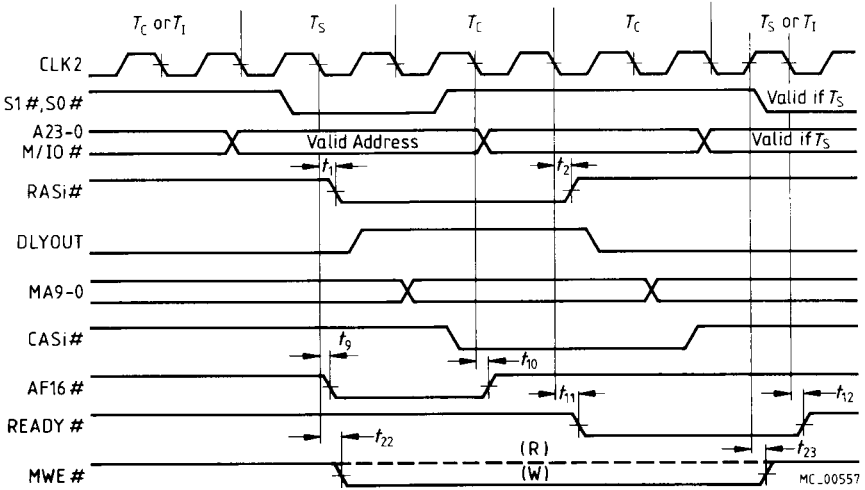 T_C or T_I T_S T_C T_C T_S or T_I
CLK2
S1#,S0# Valid if T_S
A23-0
M/IO # Valid Address Valid if T_S
t_1 t_2
RASi#
DLYOUT
MA9-0
CASi#
t_9 t_10
AF16# t_11 t_12
READY#
t_22 (R) t_23
MWE# (W)
MC_00557